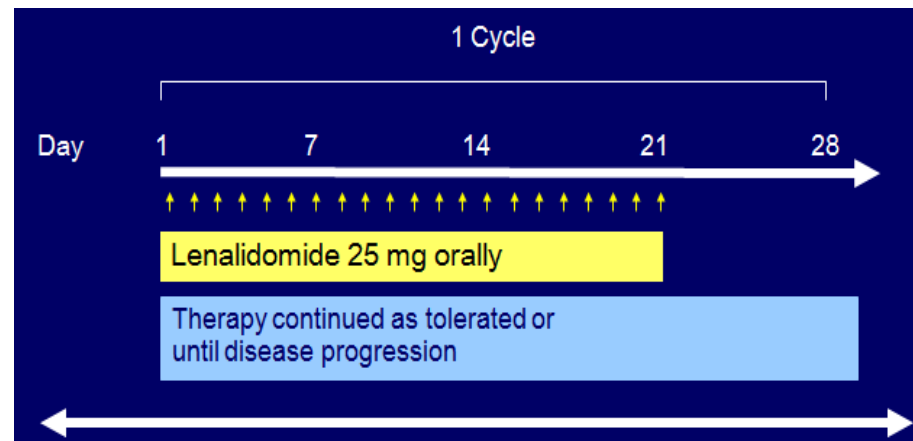 1 Cycle
Day 1 7 14 21 28
Lenalidomide 25 mg orally
Therapy continued as tolerated or
until disease progression